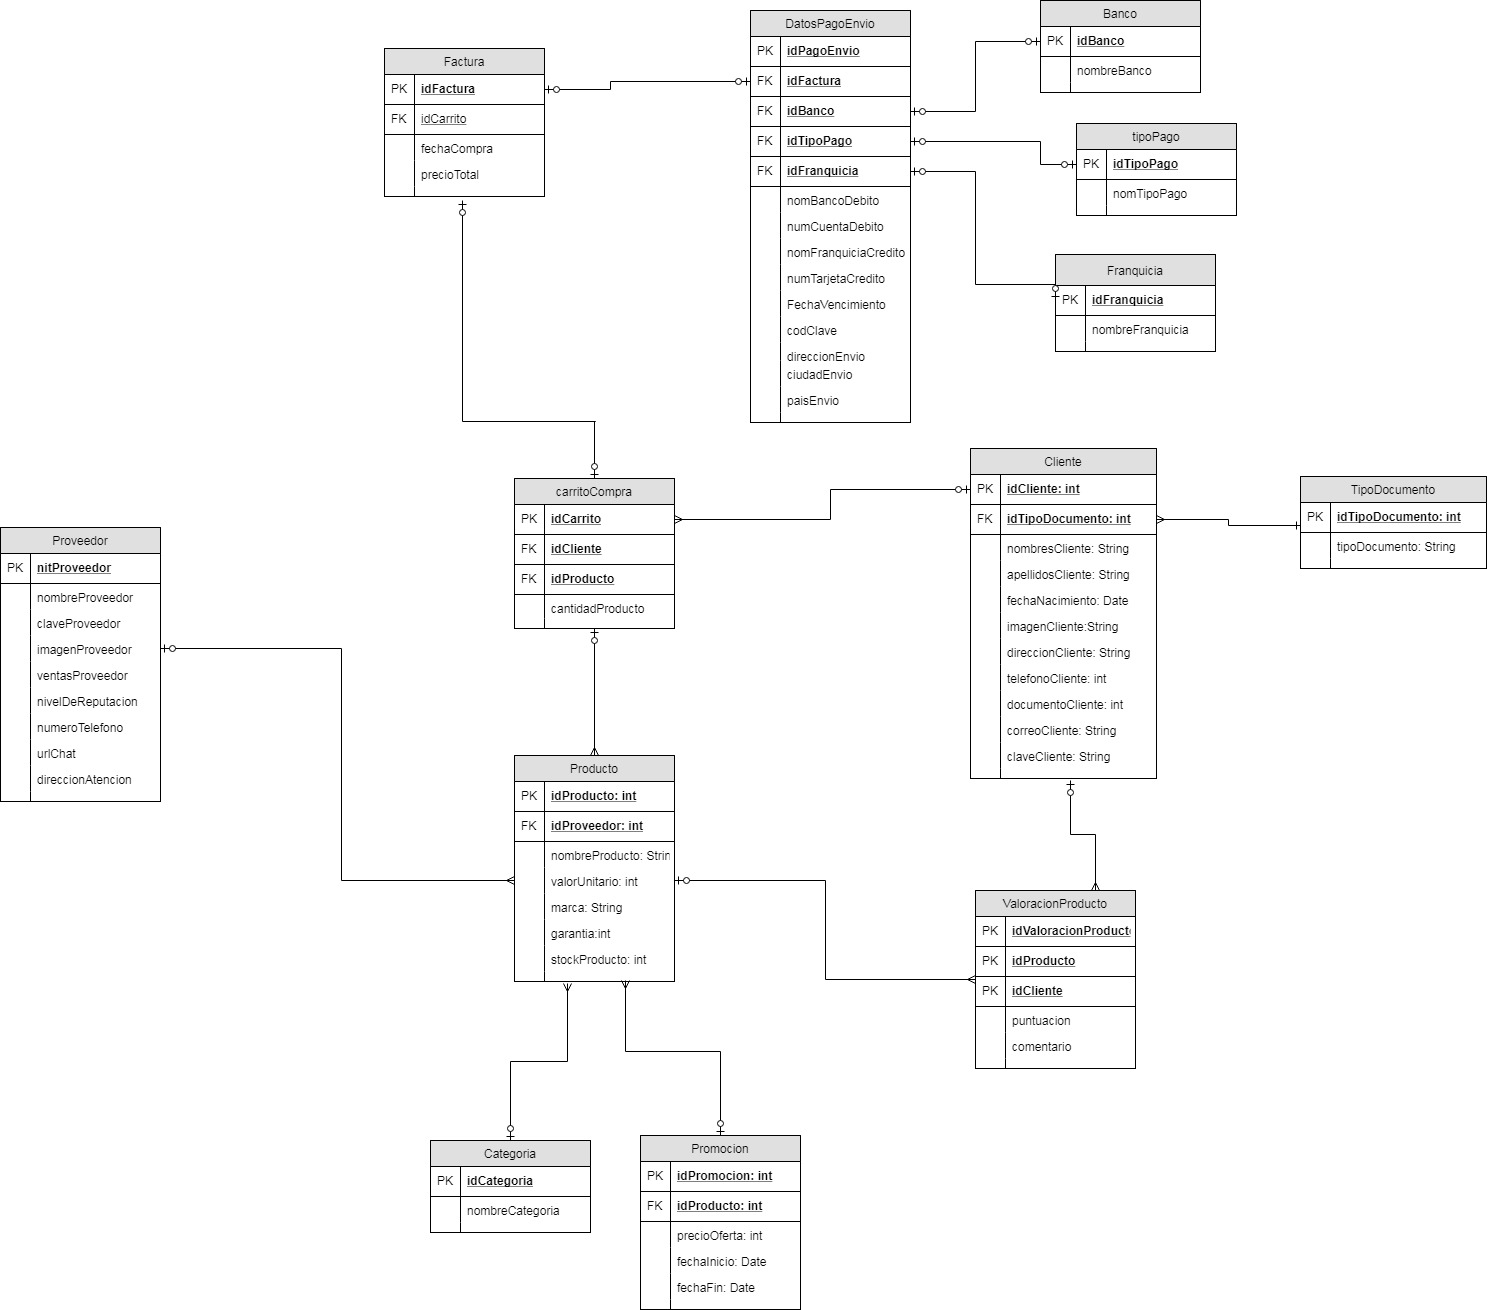 DatosPagoEnvio
PK idPagoEnvio
FK idFactura
FK idBanco
FK idTipoPago
FK idFranquicia
nomBancoDebito
numCuentaDebito
nomFranquiciaCredito
numTarjetaCredito
FechaVencimiento
codClave
direccionEnvio
ciudadEnvio
paisEnvio
Banco
PK idBanco
nombreBanco
Factura
PK idFactura
FK idCarrito
fechaCompra
precioTotal
tipoPago
PK idTipoPago
nomTipoPago
Franquicia
PK idFranquicia
nombreFranquicia
carritoCompra
PK idCarrito
FK idCliente
FK idProducto
cantidadProducto
Cliente
PK idCliente: int
FK idTipoDocumento: int
nombresCliente: String
apellidosCliente: String
fechaNacimiento: Date
imagenCliente:String
direccionCliente: String
telefonoCliente: int
documentoCliente: int
correoCliente: String
claveCliente: String
TipoDocumento
PK idTipoDocumento: int
tipoDocumento: String
Proveedor
PK nitProveedor
nombreProveedor
claveProveedor
imagenProveedor
ventasProveedor
nivelDeReputacion
numeroTelefono
urlChat
direccionAtencion
Producto
PK idProducto: int
FK idProveedor: int
nombreProducto: Strin
valorUnitario: int
marca: String
garantia:int
stockProducto: int
ValoracionProducto
PK idValoracionProducto
PK idProducto
PK idCliente
puntuacion
comentario
Categoria
PK idCategoria
nombreCategoria
Promocion
PK idPromocion: int
FK idProducto: int
precioOferta: int
fechaInicio: Date
fechaFin: Date